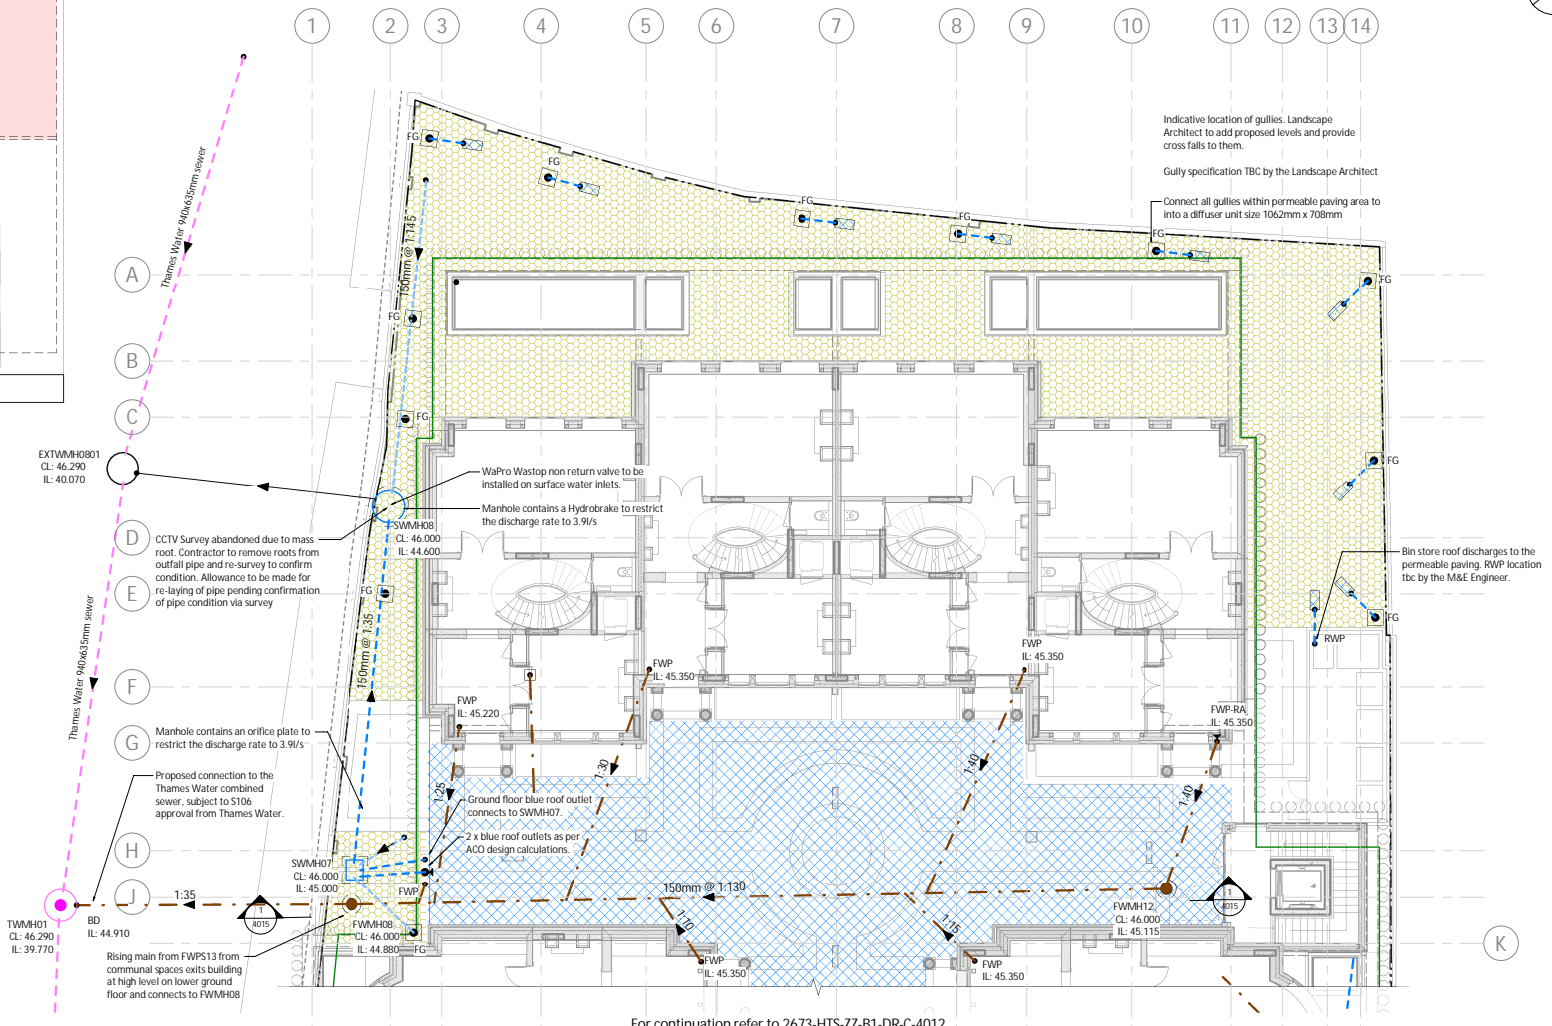 1
2
3
4
5
6
7
8
9
10
11
12
13
14
A
B
C
D
E
F
G
H
J
K
Indicative location of gullies. Landscape
Architect to add proposed levels and provide
cross falls to them.
Gully specification TBC by the Landscape Architect
Connect all gullies within permeable paving area to
into a diffuser unit size 1062mm x 708mm
FG
FG
FG
FG
FG
FG
FG
FG
FG
FG
FG
FG
Thames Water 940x635mm sewer
150mm @ 1:145
EXTWMH0801
CL: 46.290
IL: 40.070
WaPro Wastop non return valve to be
installed on surface water inlets.
Manhole contains a Hydrobrake to restrict
the discharge rate to 3.9l/s
SWMH08
CL: 46.000
IL: 44.600
CCTV Survey abandoned due to mass
root. Contractor to remove roots from
outfall pipe and re-survey to confirm
condition. Allowance to be made for
re-laying of pipe pending confirmation
of pipe condition via survey
Bin store roof discharges to the
permeable paving. RWP location
tbc by the M&E Engineer.
RWP
150mm @ 1:35
Thames Water 940x635mm sewer
FWP
IL: 45.220
FWP
IL: 45.350
FWP
IL: 45.350
FWP-RA
IL: 45.350
Manhole contains an orifice plate to
restrict the discharge rate to 3.9l/s
1:25
1:30
1:40
1:40
Proposed connection to the
Thames Water combined
sewer, subject to S106
approval from Thames Water.
Ground floor blue roof outlet
connects to SWMH07.
2 x blue roof outlets as per
ACO design calculations.
SWMH07
CL: 46.000
IL: 45.000
FWP
150mm @ 1:130
1:35
1
4015
1
4015
TWMH01
CL: 46.290
IL: 39.770
BD
IL: 44.910
FWMH08
CL: 46.000
IL: 44.880
FG
1:10
1:15
FWMH12
CL: 46.000
IL: 45.115
FWP
IL: 45.350
FWP
IL: 45.350
Rising main from FWPS13 from
communal spaces exits building
at high level on lower ground
floor and connects to FWMH08
For continuation refer to 2673-HTS-ZZ-B1-DR-C-4012